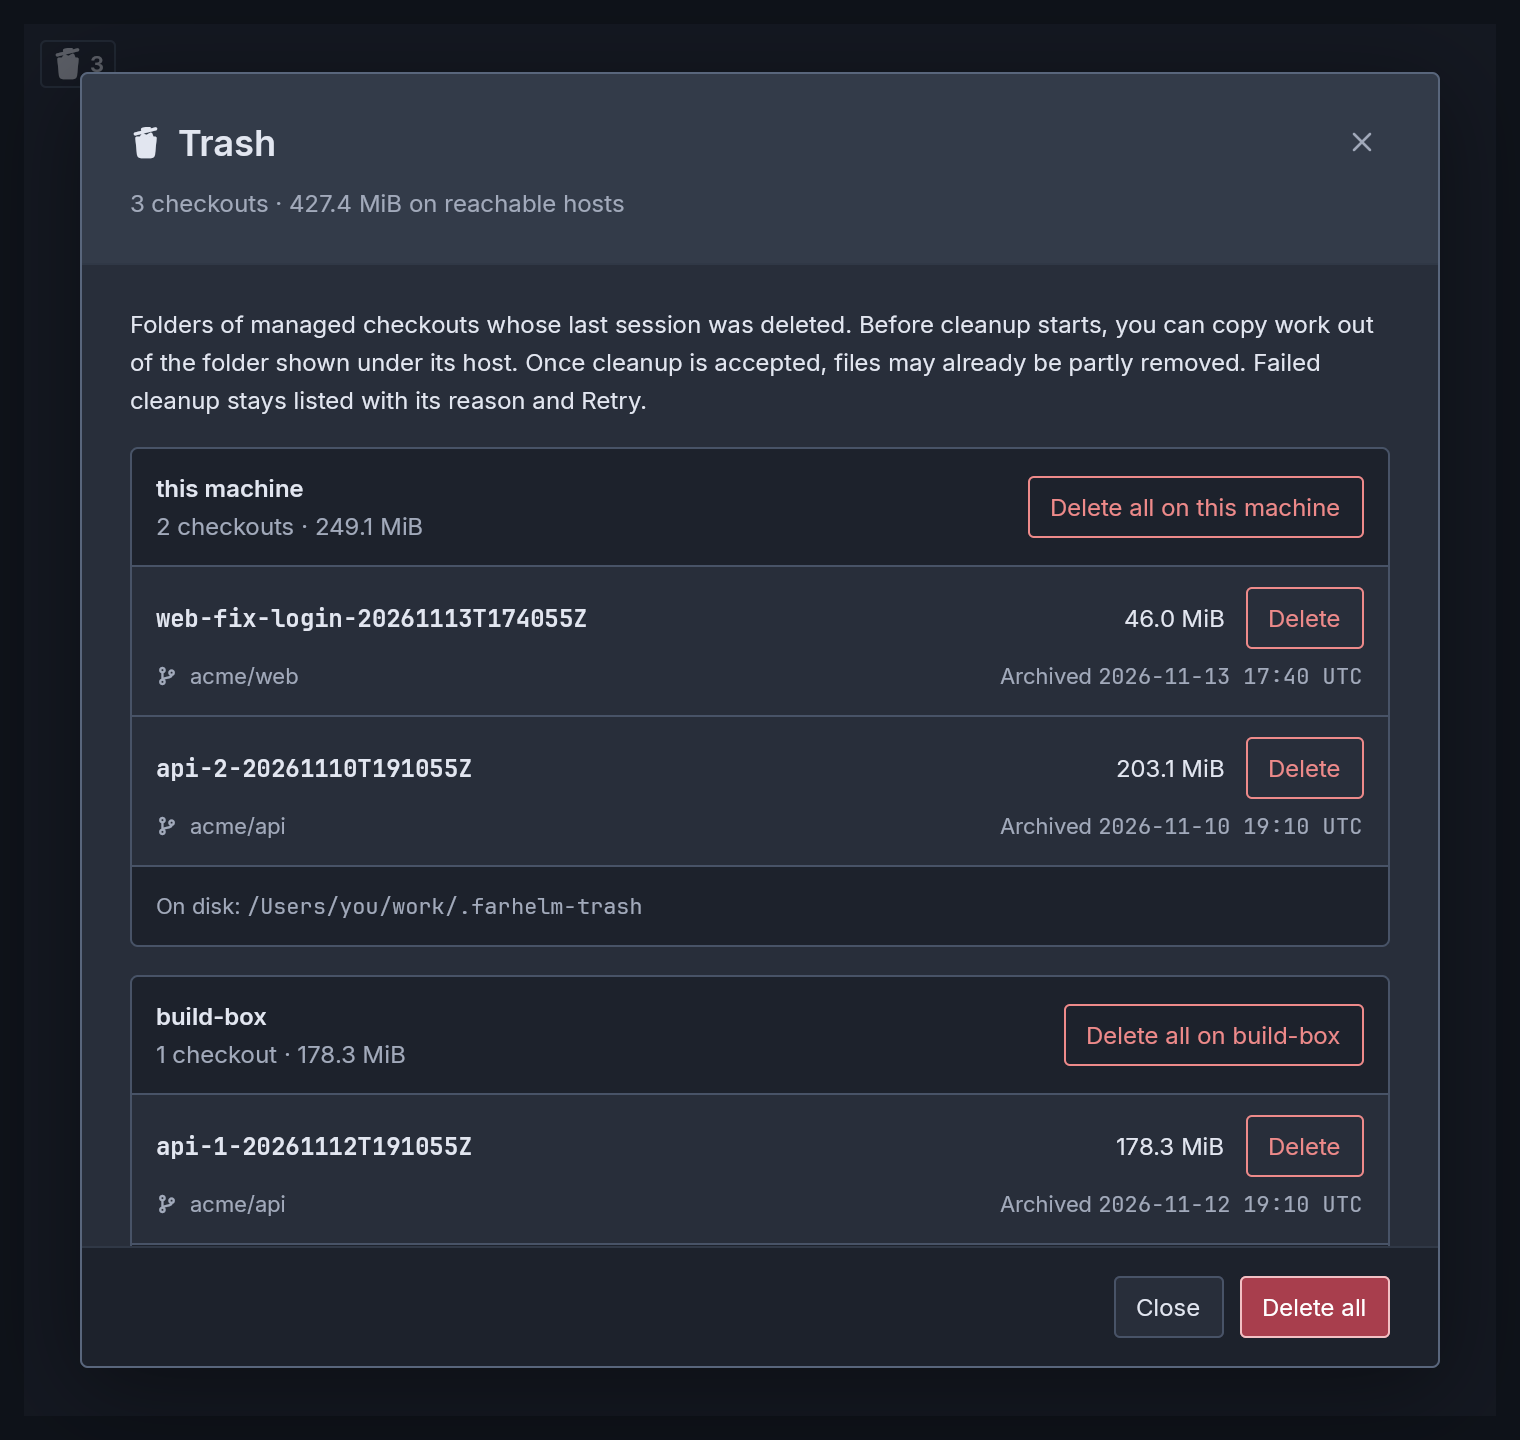 3
Trash
3 checkouts · 427.4 MiB on reachable hosts
Folders of managed checkouts whose last session was deleted. Before cleanup starts, you can copy work out
of the folder shown under its host. Once cleanup is accepted, files may already be partly removed. Failed
cleanup stays listed with its reason and Retry.
this machine
2 checkouts · 249.1 MiB
Delete all on this machine
web-fix-login-20261113T174055Z
46.0 MiB
Delete
acme/web
Archived 2026-11-13 17:40 UTC
api-2-20261110T191055Z
203.1 MiB
Delete
acme/api
Archived 2026-11-10 19:10 UTC
On disk: /Users/you/work/.farhelm-trash
build-box
1 checkout · 178.3 MiB
Delete all on build-box
api-1-20261112T191055Z
178.3 MiB
Delete
acme/api
Archived 2026-11-12 19:10 UTC
Close
Delete all